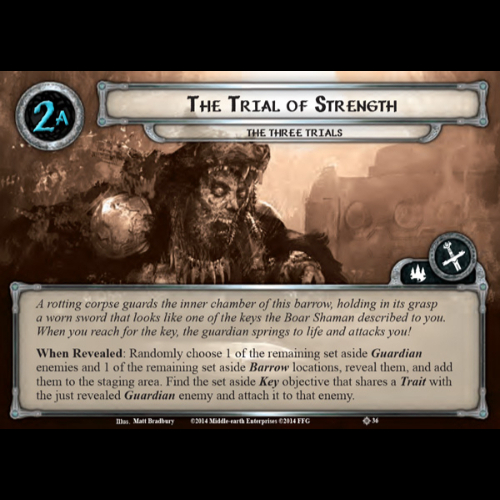 2A
THE TRIAL OF STRENGTH
THE THREE TRIALS
A rotting corpse guards the inner chamber of this barrow, holding in its grasp
a worn sword that looks like one of the keys the Boar Shaman described to you.
When you reach for the key, the guardian springs to life and attacks you!
When Revealed: Randomly choose 1 of the remaining set aside Guardian
enemies and 1 of the remaining set aside Barrow locations, reveal them, and add
them to the staging area. Find the set aside Key objective that shares a Trait with
the just revealed Guardian enemy and attach it to that enemy.
Illus. Matt Bradbury ©2014 Middle-earth Enterprises ©2014 FFG 36